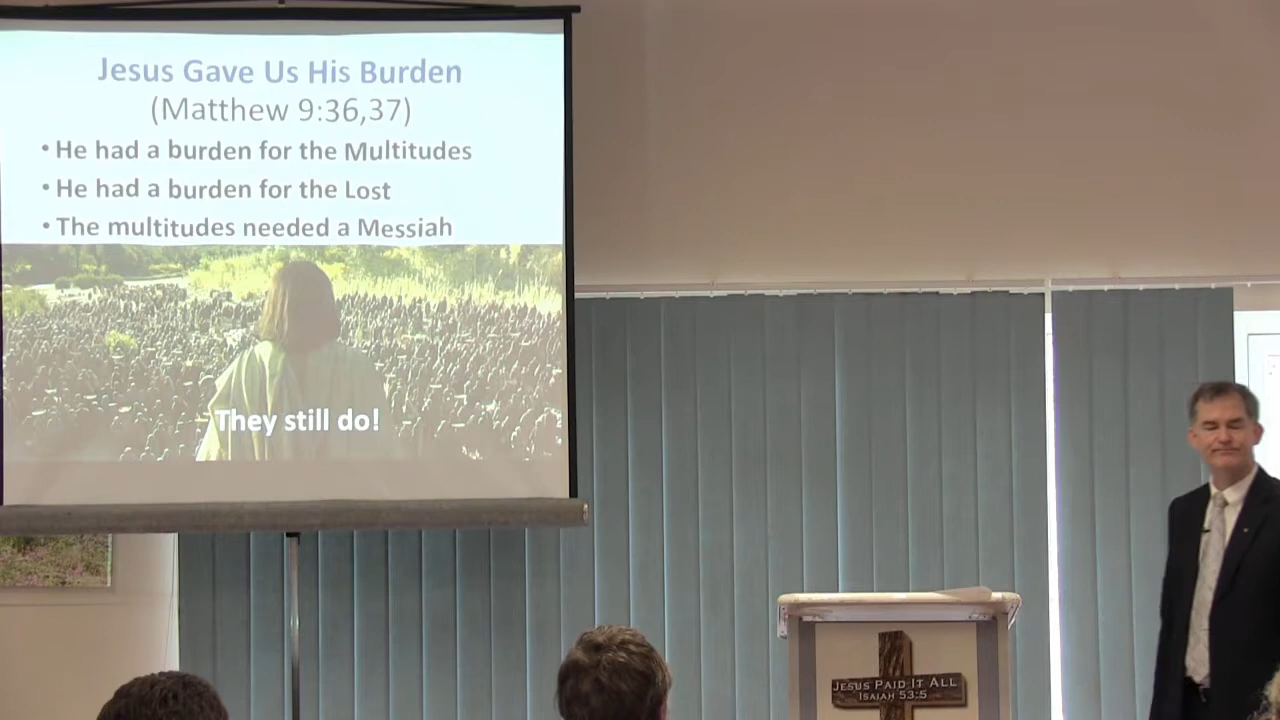 Jesus Gave Us His Burden
(Matthew 9:36,37)
• He had a burden for the Multitudes
• He had a burden for the Lost
• The multitudes needed a Messiah
They still do!
JESUS PAID IT ALL
ISAIAH 53:5